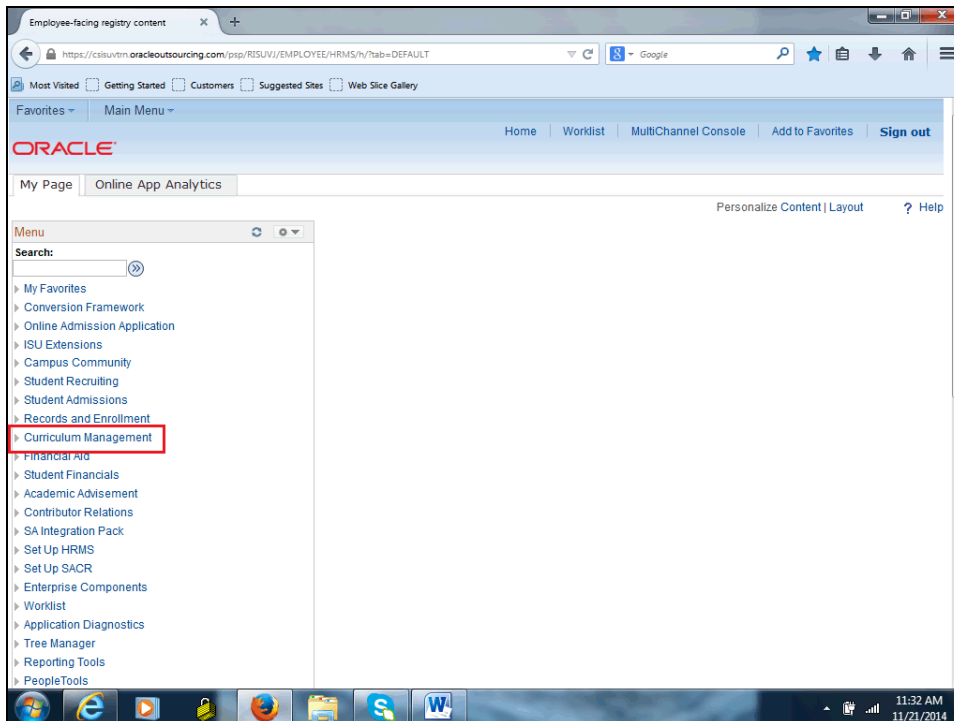 Employee-facing registry content
https://csisuvtrn.oracleoutsourcing.com/psp/RISUVJ/EMPLOYEE/HRMS/h/?tab=DEFAULT
Google
Most Visited Getting Started Customers Suggested Sites Web Slice Gallery
Favorites Main Menu
Home Worklist MultiChannel Console Add to Favorites Sign out
ORACLE
My Page Online App Analytics
Personalize Content | Layout ? Help
Menu
Search:
My Favorites
Conversion Framework
Online Admission Application
ISU Extensions
Campus Community
Student Recruiting
Student Admissions
Records and Enrollment
Curriculum Management
Financial Aid
Student Financials
Academic Advisement
Contributor Relations
SA Integration Pack
Set Up HRMS
Set Up SACR
Enterprise Components
Worklist
Application Diagnostics
Tree Manager
Reporting Tools
PeopleTools
11:32 AM
11/21/2014